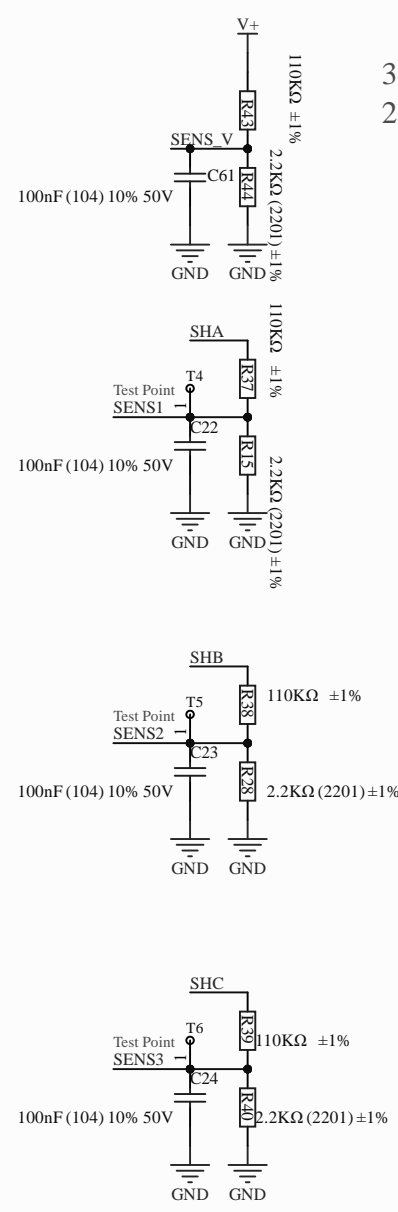 V+
110KΩ ±1%
3
2
R43
SENS_V
C61
R44
2.2KΩ (2201) ±1%
100nF (104) 10% 50V
GND
GND
SHA
110KΩ ±1%
T4
R37
Test Point
SENS1
1
C22
R15
100nF (104) 10% 50V
2.2KΩ (2201) ±1%
GND
GND
SHB
T5
R38
110KΩ ±1%
Test Point
SENS2
1
C23
R28
100nF (104) 10% 50V
2.2KΩ (2201) ±1%
GND
GND
SHC
T6
R39
110KΩ ±1%
Test Point
SENS3
1
C24
R40
100nF (104) 10% 50V
2.2KΩ (2201) ±1%
GND
GND